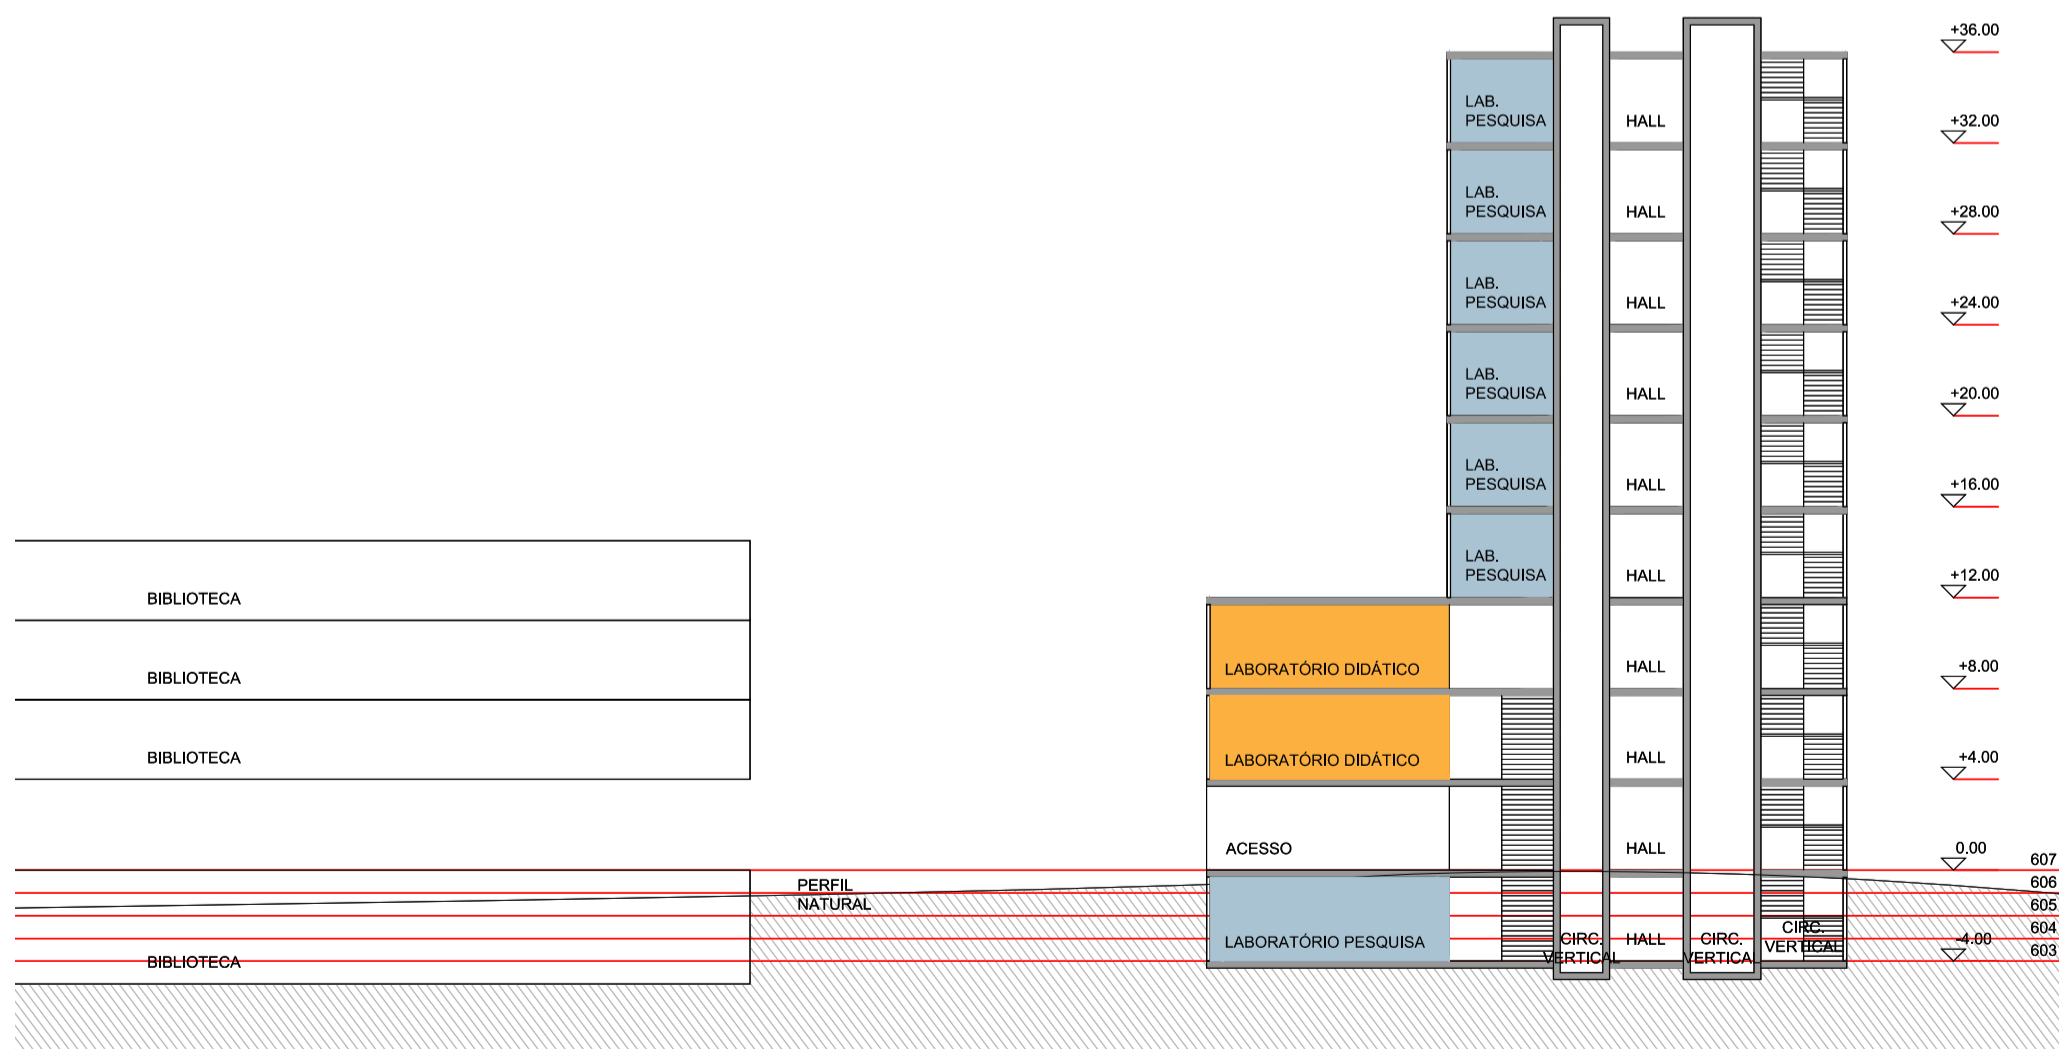 +36.00
LAB.
PESQUISA
HALL
+32.00
LAB.
PESQUISA
HALL
+28.00
LAB.
PESQUISA
HALL
+24.00
LAB.
PESQUISA
HALL
+20.00
LAB.
PESQUISA
HALL
+16.00
LAB.
PESQUISA
HALL
+12.00
BIBLIOTECA
LABORATÓRIO DIDÁTICO
HALL
+8.00
BIBLIOTECA
LABORATÓRIO DIDÁTICO
HALL
+4.00
BIBLIOTECA
ACESSO
HALL
0.00
607
PERFIL
NATURAL
606
605
604
603
BIBLIOTECA
LABORATÓRIO PESQUISA
CIRC.
VERTICAL
HALL
CIRC.
VERTICAL
CIRC.
VERTICAL
-4.00